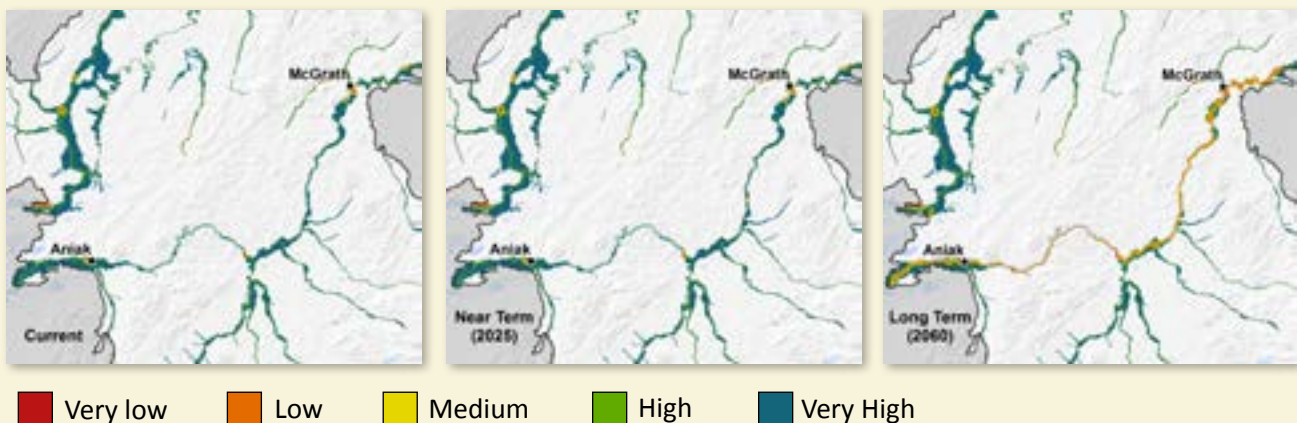 McGrath
Aniak
Current
McGrath
Aniak
Near Term
(2025)
McGrath
Aniak
Long Term
(2060)
Very low
Low
Medium
High
Very High